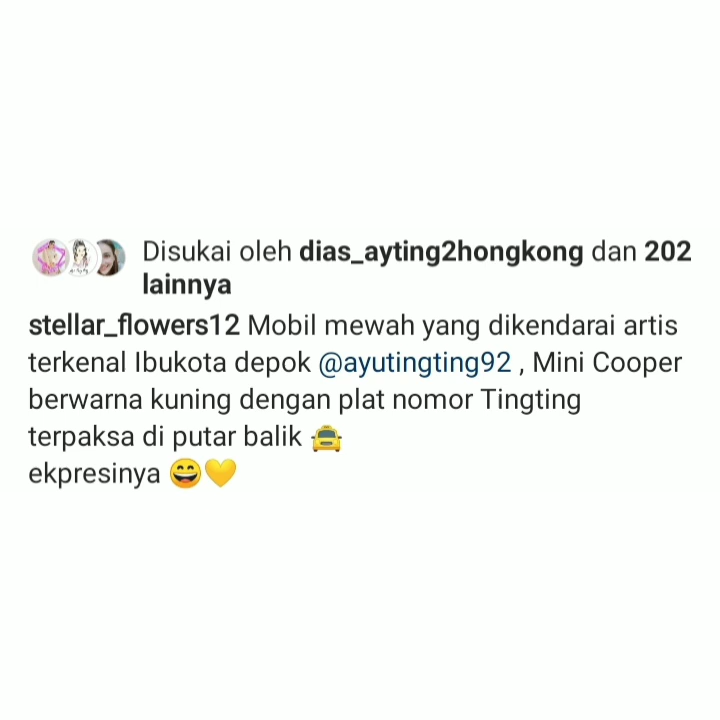 Disukai oleh dias_ayting2hongkong dan 202
lainnya
stellar_flowers12 Mobil mewah yang dikendarai artis
terkenal Ibukota depok @ayutingting92 , Mini Cooper
berwarna kuning dengan plat nomor Tingting
terpaksa di putar balik 🚖
ekpresinya 😄💛